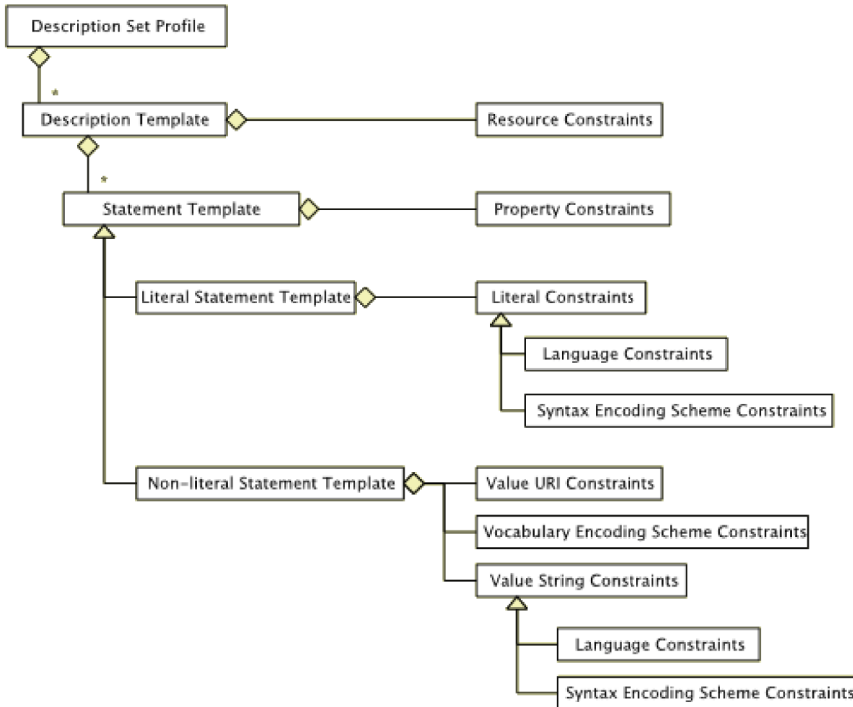 Description Set Profile
*
Description Template
Resource Constraints
*
Statement Template
Property Constraints
Literal Statement Template
Literal Constraints
Language Constraints
Syntax Encoding Scheme Constraints
Non-literal Statement Template
Value URI Constraints
Vocabulary Encoding Scheme Constraints
Value String Constraints
Language Constraints
Syntax Encoding Scheme Constraints